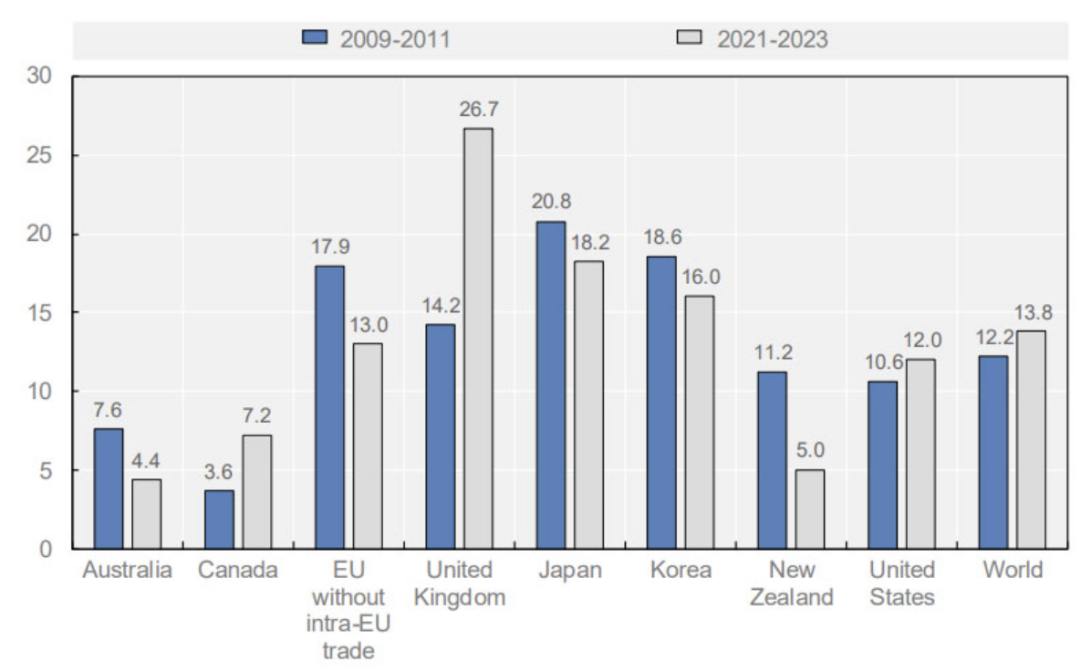 2009-2011 2021-2023
30
25
20
15
10
5
0
7.6 4.4
3.6 7.2
17.9 13.0
14.2 26.7
20.8 18.2
18.6 16.0
11.2 5.0
10.6 12.0
12.2 13.8
Australia
Canada
EU
without
intra-EU
trade
United
Kingdom
Japan
Korea
New
Zealand
United
States
World